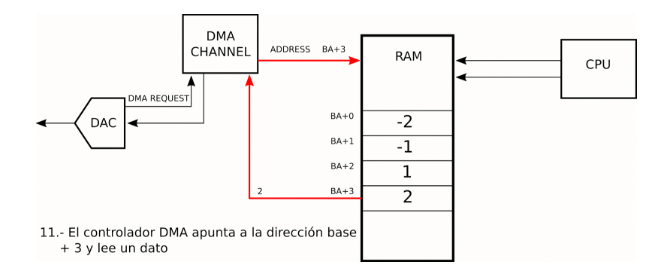 DMA
CHANNEL
ADDRESS BA+3
RAM
CPU
DMA REQUEST
DAC
BA+0
-2
BA+1
-1
BA+2
1
2 BA+3
2
11.- El controlador DMA apunta a la dirección base
+ 3 y lee un dato